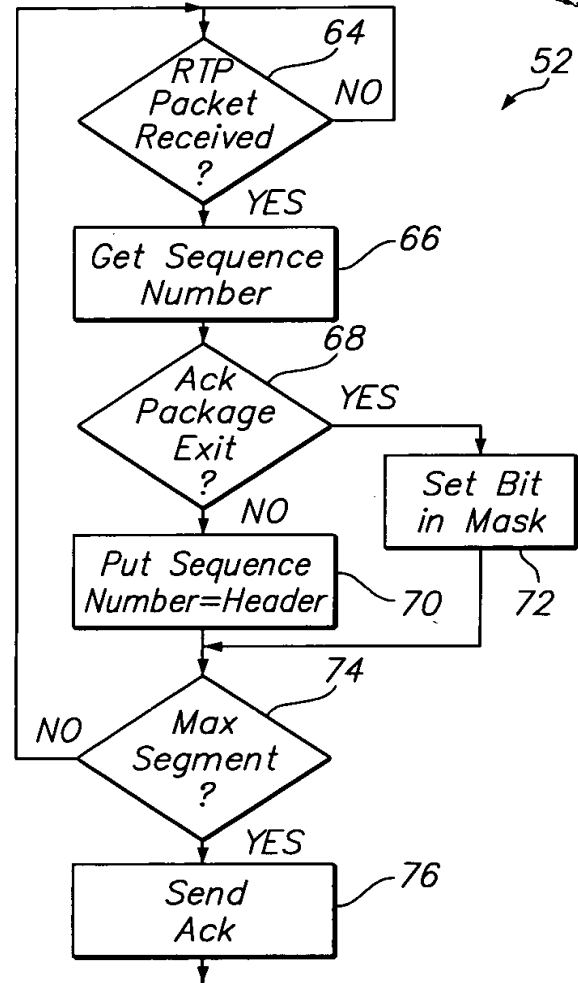 64
RTP
Packet
Received
?
NO
52
YES
66
Get Sequence
Number
68
Ack
Package
Exit
?
YES
Set Bit
in Mask
72
NO
Put Sequence
Number=Header
70
74
NO
Max
Segment
?
YES
76
Send
Ack